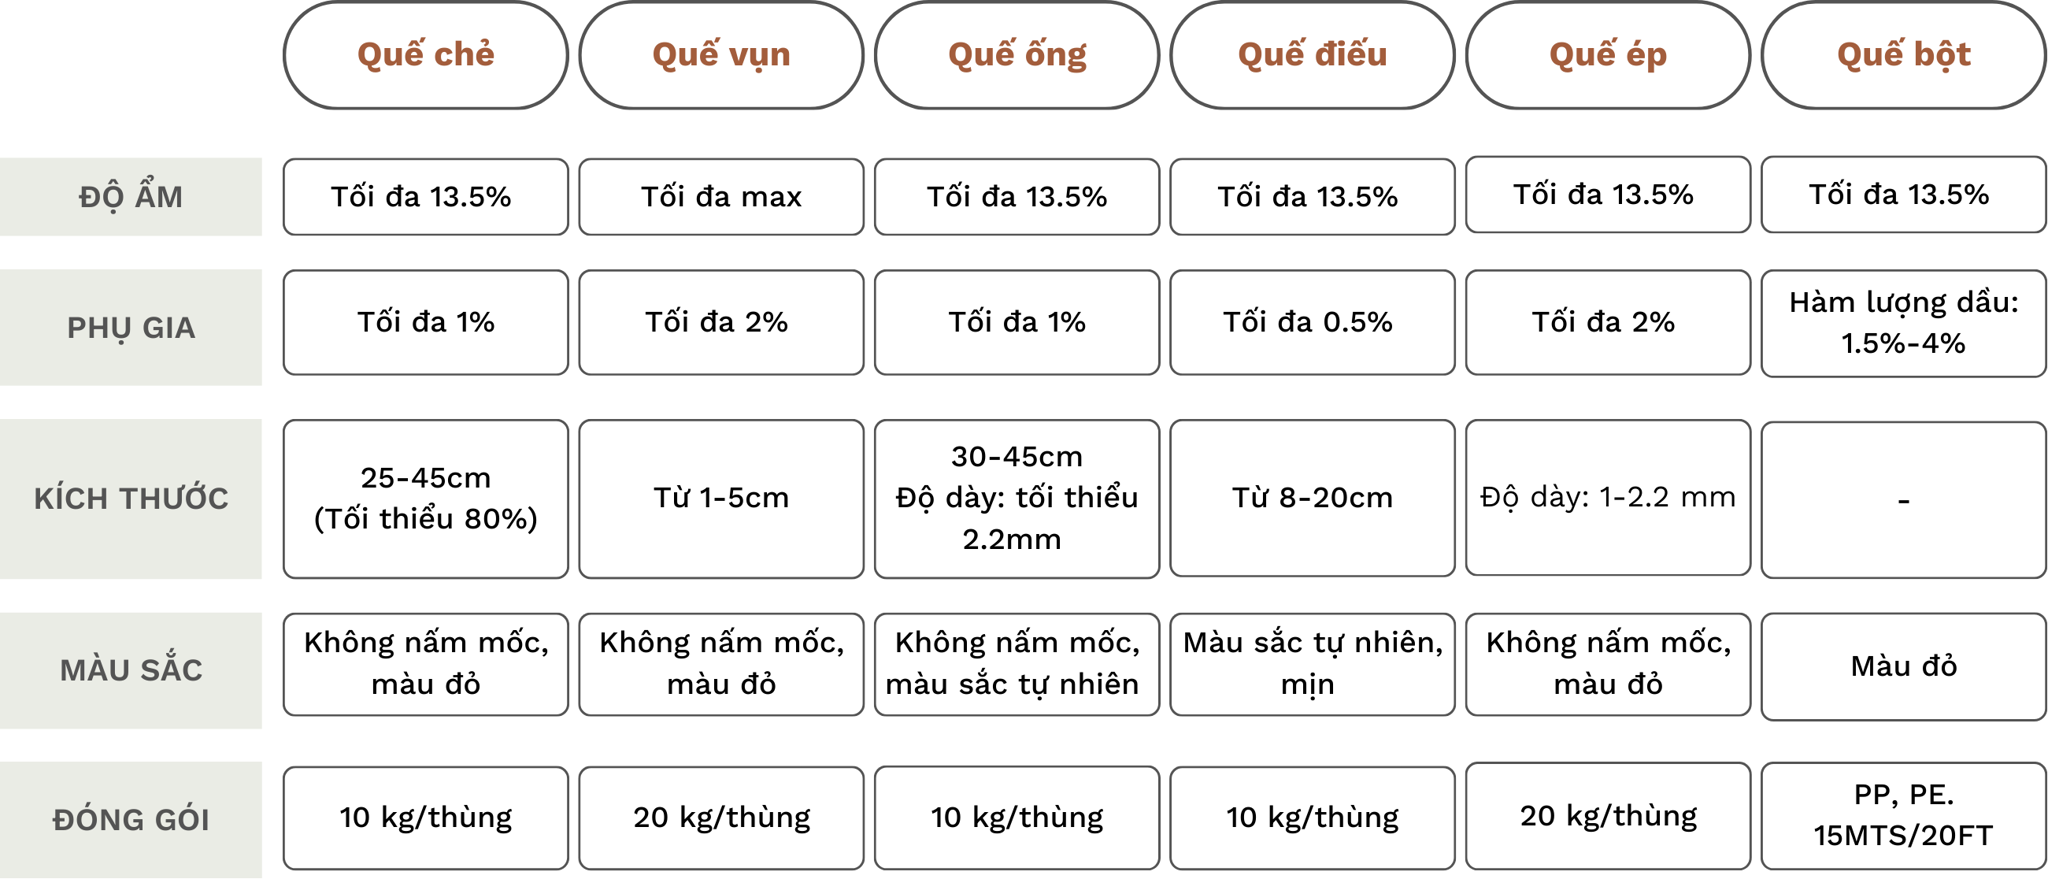 Quế chẻ
Quế vụn
Quế ống
Quế điếu
Quế ép
Quế bột
ĐỘ ẨM
Tối đa 13.5%
Tối đa max
Tối đa 13.5%
Tối đa 13.5%
Tối đa 13.5%
Tối đa 13.5%
PHỤ GIA
Tối đa 1%
Tối đa 2%
Tối đa 1%
Tối đa 0.5%
Tối đa 2%
Hàm lượng dầu:
1.5%-4%
KÍCH THƯỚC
25-45cm
(Tối thiểu 80%)
Từ 1-5cm
30-45cm
Độ dày: tối thiểu
2.2mm
Từ 8-20cm
Độ dày: 1-2.2 mm
-
MÀU SẮC
Không nấm mốc,
màu đỏ
Không nấm mốc,
màu đỏ
Không nấm mốc,
màu sắc tự nhiên
Màu sắc tự nhiên,
mịn
Không nấm mốc,
màu đỏ
Màu đỏ
ĐÓNG GÓI
10 kg/thùng
20 kg/thùng
10 kg/thùng
10 kg/thùng
20 kg/thùng
PP, PE.
15MTS/20FT